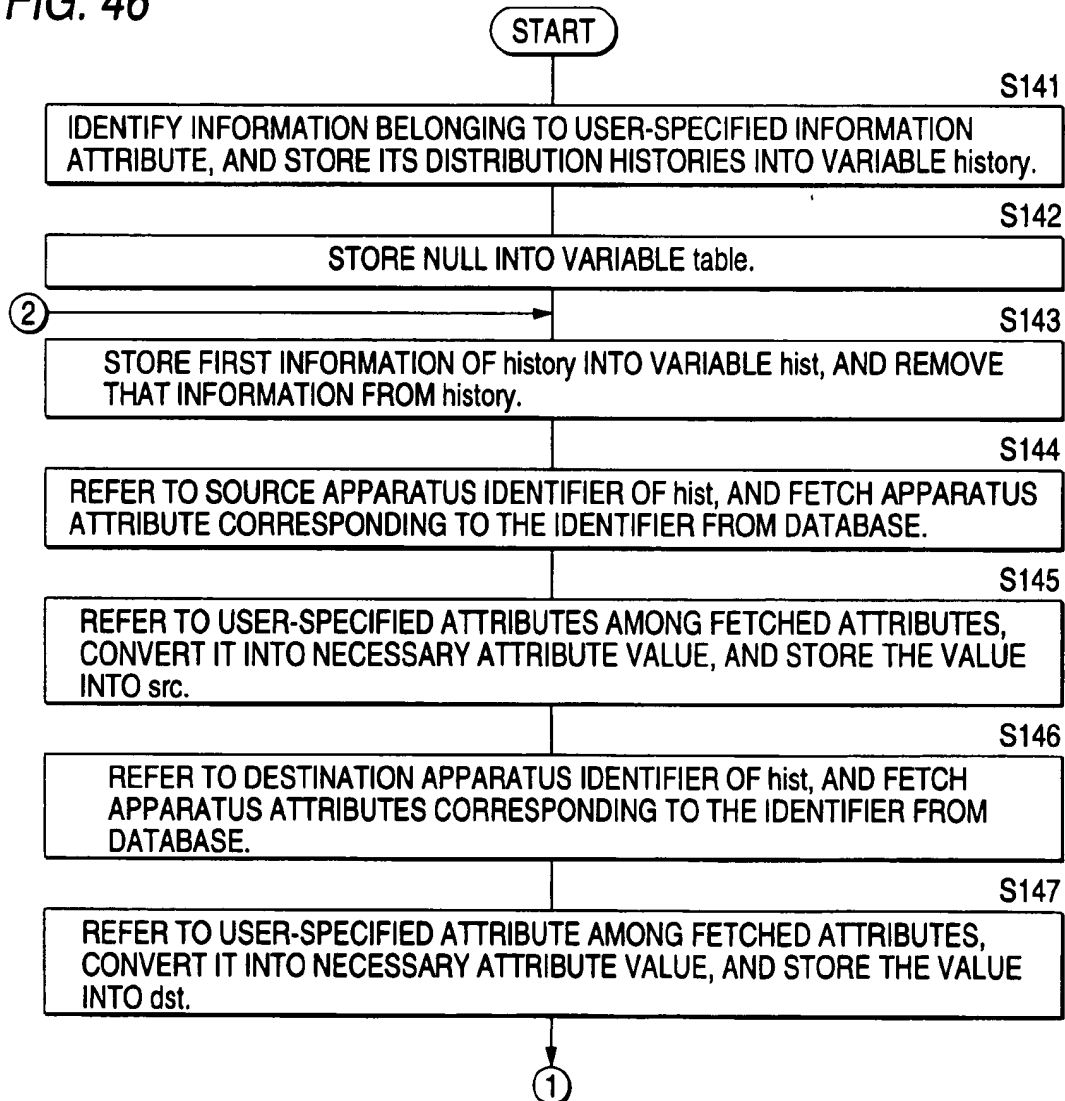 FIG. 46
START
S141
IDENTIFY INFORMATION BELONGING TO USER-SPECIFIED INFORMATION
ATTRIBUTE, AND STORE ITS DISTRIBUTION HISTORIES INTO VARIABLE history.
S142
STORE NULL INTO VARIABLE table.
2
S143
STORE FIRST INFORMATION OF history INTO VARIABLE hist, AND REMOVE
THAT INFORMATION FROM history.
S144
REFER TO SOURCE APPARATUS IDENTIFIER OF hist, AND FETCH APPARATUS
ATTRIBUTE CORRESPONDING TO THE IDENTIFIER FROM DATABASE.
S145
REFER TO USER-SPECIFIED ATTRIBUTES AMONG FETCHED ATTRIBUTES,
CONVERT IT INTO NECESSARY ATTRIBUTE VALUE, AND STORE THE VALUE
INTO src.
S146
REFER TO DESTINATION APPARATUS IDENTIFIER OF hist, AND FETCH
APPARATUS ATTRIBUTES CORRESPONDING TO THE IDENTIFIER FROM
DATABASE.
S147
REFER TO USER-SPECIFIED ATTRIBUTE AMONG FETCHED ATTRIBUTES,
CONVERT IT INTO NECESSARY ATTRIBUTE VALUE, AND STORE THE VALUE
INTO dst.
1